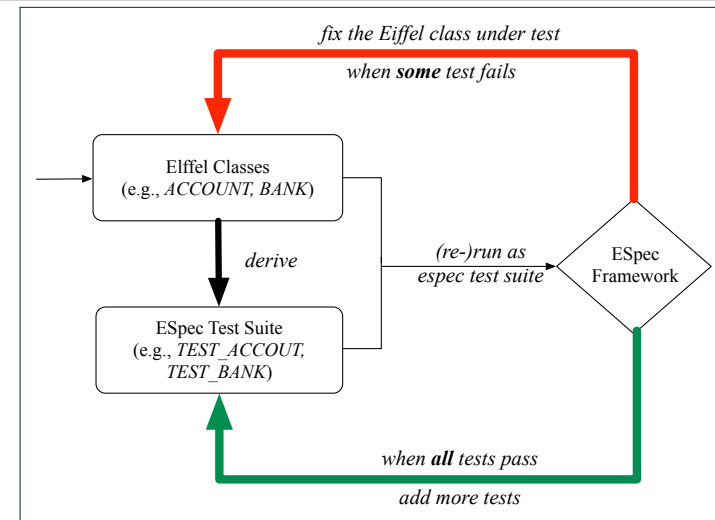 fix the Eiffel class under test
when some test fails
EIffel Classes
(e.g., ACCOUNT, BANK)
derive
(re-)run as
espec test suite
ESpec
Framework
ESpec Test Suite
(e.g., TEST_ACCOUT,
TEST_BANK)
when all tests pass
add more tests